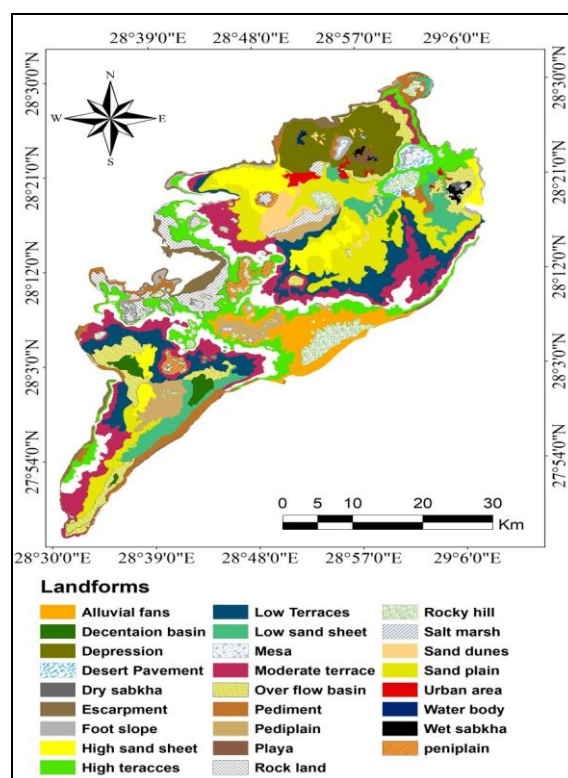 28°39'0"E 28°48'0"E 28°57'0"E 29°6'0"E
28°30'0"N 28°30'0"N
N
W E
S
28°21'0"N 28°21'0"N
28°12'0"N 28°12'0"N
28°3'0"N 28°3'0"N
27°54'0"N 27°54'0"N
0 5 10 20 30
Km
28°30'0"E 28°39'0"E 28°48'0"E 28°57'0"E 29°6'0"E
Landforms
Alluvial fans Low Terraces Rocky hill
Decentaion basin Low sand sheet Salt marsh
Depression Mesa Sand dunes
Desert Pavement Moderate terrace Sand plain
Dry sabkha Over flow basin Urban area
Escarpment Pediment Water body
Foot slope Pediplain Wet sabkha
High sand sheet Playa peniplain
High teracces Rock land